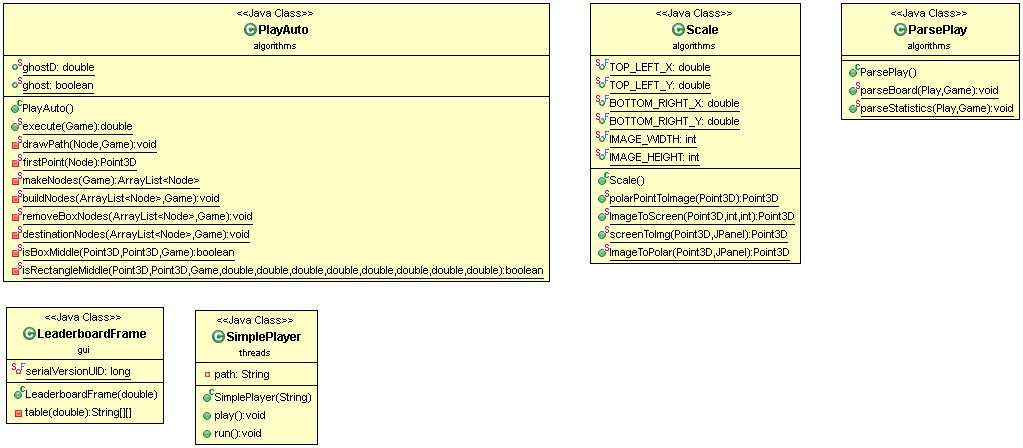 <<Java Class>>
PlayAuto
algorithms
ghostD: double
ghost: boolean
PlayAuto()
execute(Game):double
drawPath(Node,Game):void
firstPoint(Node):Point3D
makeNodes(Game):ArrayList<Node>
buildNodes(ArrayList<Node>,Game):void
removeBoxNodes(ArrayList<Node>,Game):void
destinationNodes(ArrayList<Node>,Game):void
isBoxMiddle(Point3D,Point3D,Game):boolean
isRectangleMiddle(Point3D,Point3D,Game,double,double,double,double,double,double,double,double):boolean
<<Java Class>>
Scale
algorithms
TOP_LEFT_X: double
TOP_LEFT_Y: double
BOTTOM_RIGHT_X: double
BOTTOM_RIGHT_Y: double
IMAGE_WIDTH: int
IMAGE_HEIGHT: int
Scale()
polarPointToImage(Point3D):Point3D
ImageToScreen(Point3D,int,int):Point3D
screenToImg(Point3D,JPanel):Point3D
ImageToPolar(Point3D,JPanel):Point3D
<<Java Class>>
ParsePlay
algorithms
ParsePlay()
parseBoard(Play,Game):void
parseStatistics(Play,Game):void
<<Java Class>>
LeaderboardFrame
gui
serialVersionUID: long
LeaderboardFrame(double)
table(double):String[][]
<<Java Class>>
SimplePlayer
threads
path: String
SimplePlayer(String)
play():void
run():void